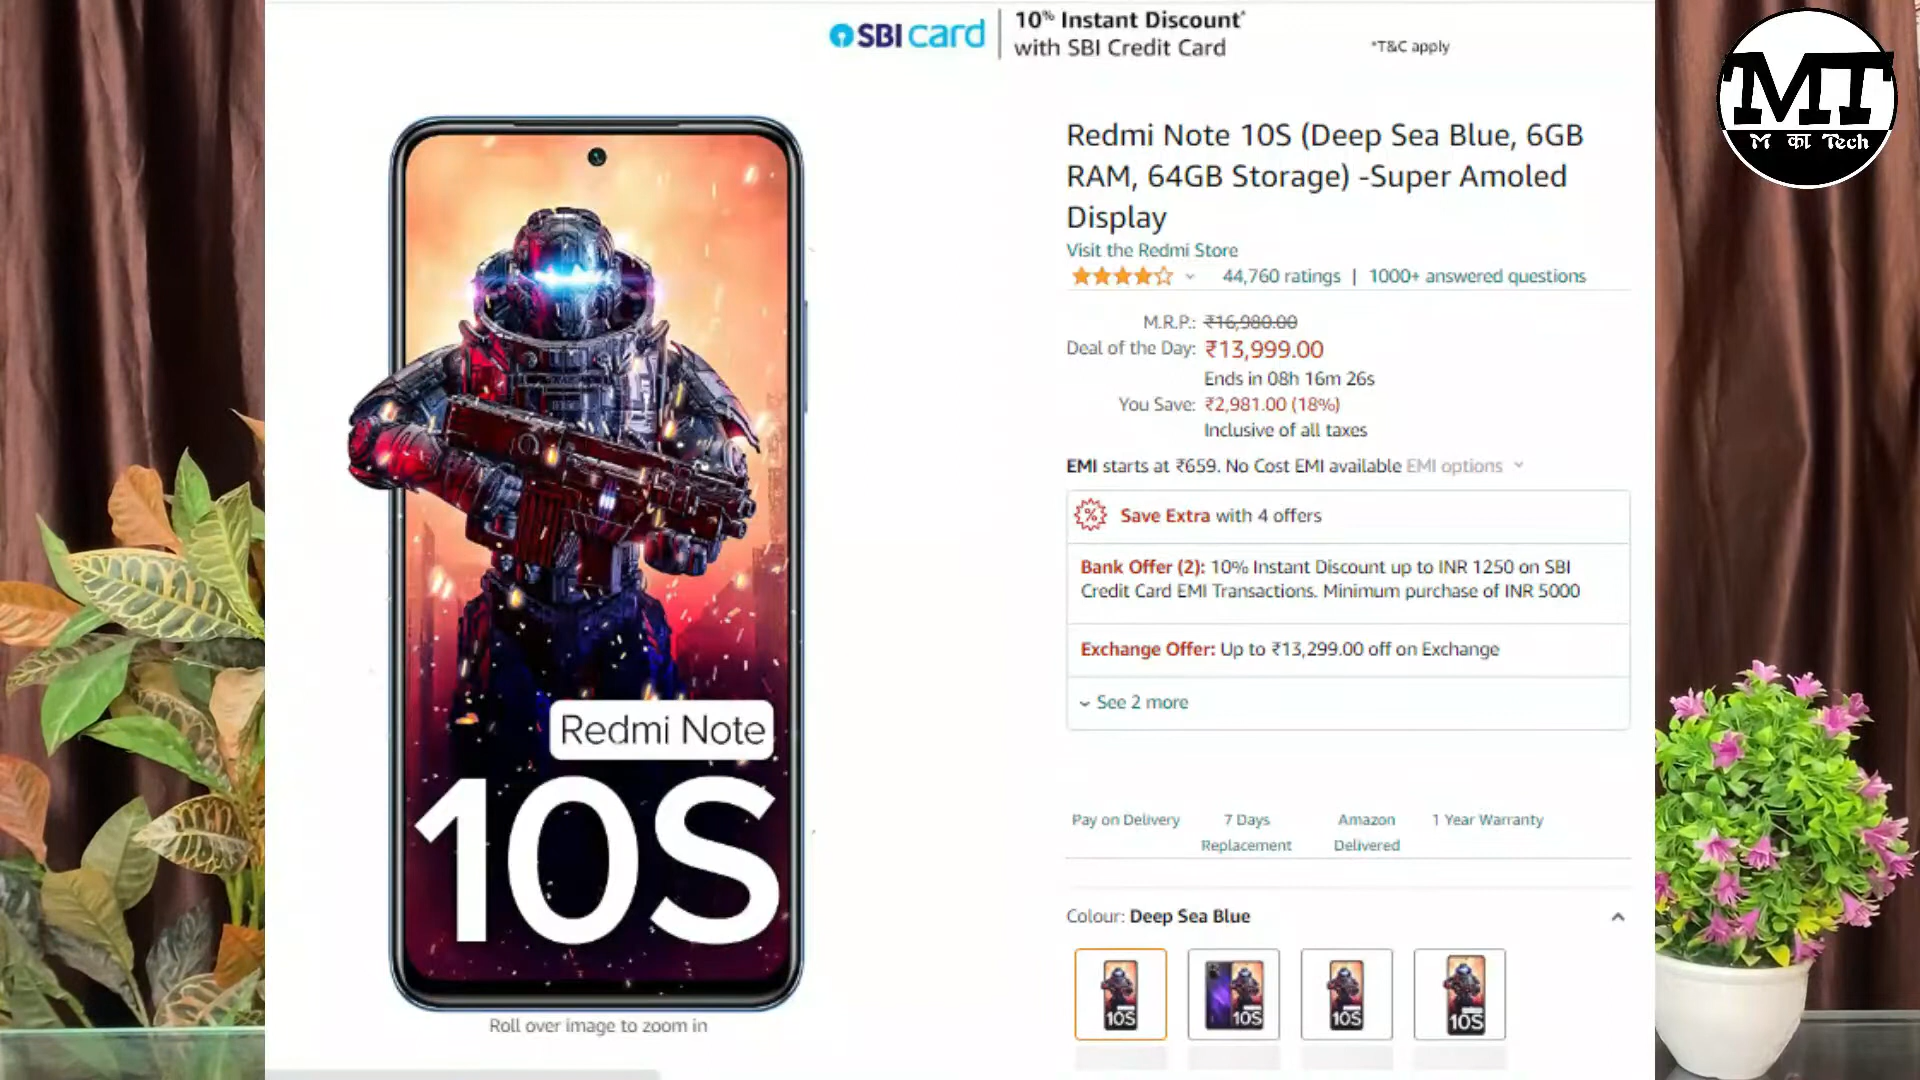 SBI card
10% Instant Discount*
with SBI Credit Card
*T&C apply
MT
म का Tech
Redmi Note 10S (Deep Sea Blue, 6GB
RAM, 64GB Storage) -Super Amoled
Display
Visit the Redmi Store
44,760 ratings | 1000+ answered questions
M.R.P.: ₹16,980.00
Deal of the Day: ₹13,999.00
Ends in 08h 16m 26s
You Save: ₹2,981.00 (18%)
Inclusive of all taxes
EMI starts at ₹659. No Cost EMI available EMI options
Save Extra with 4 offers
Bank Offer (2): 10% Instant Discount up to INR 1250 on SBI
Credit Card EMI Transactions. Minimum purchase of INR 5000
Exchange Offer: Up to ₹13,299.00 off on Exchange
See 2 more
Pay on Delivery
7 Days
Replacement
Amazon
Delivered
1 Year Warranty
Colour: Deep Sea Blue
10S
10S
10S
10S
Redmi Note
10S
Roll over image to zoom in